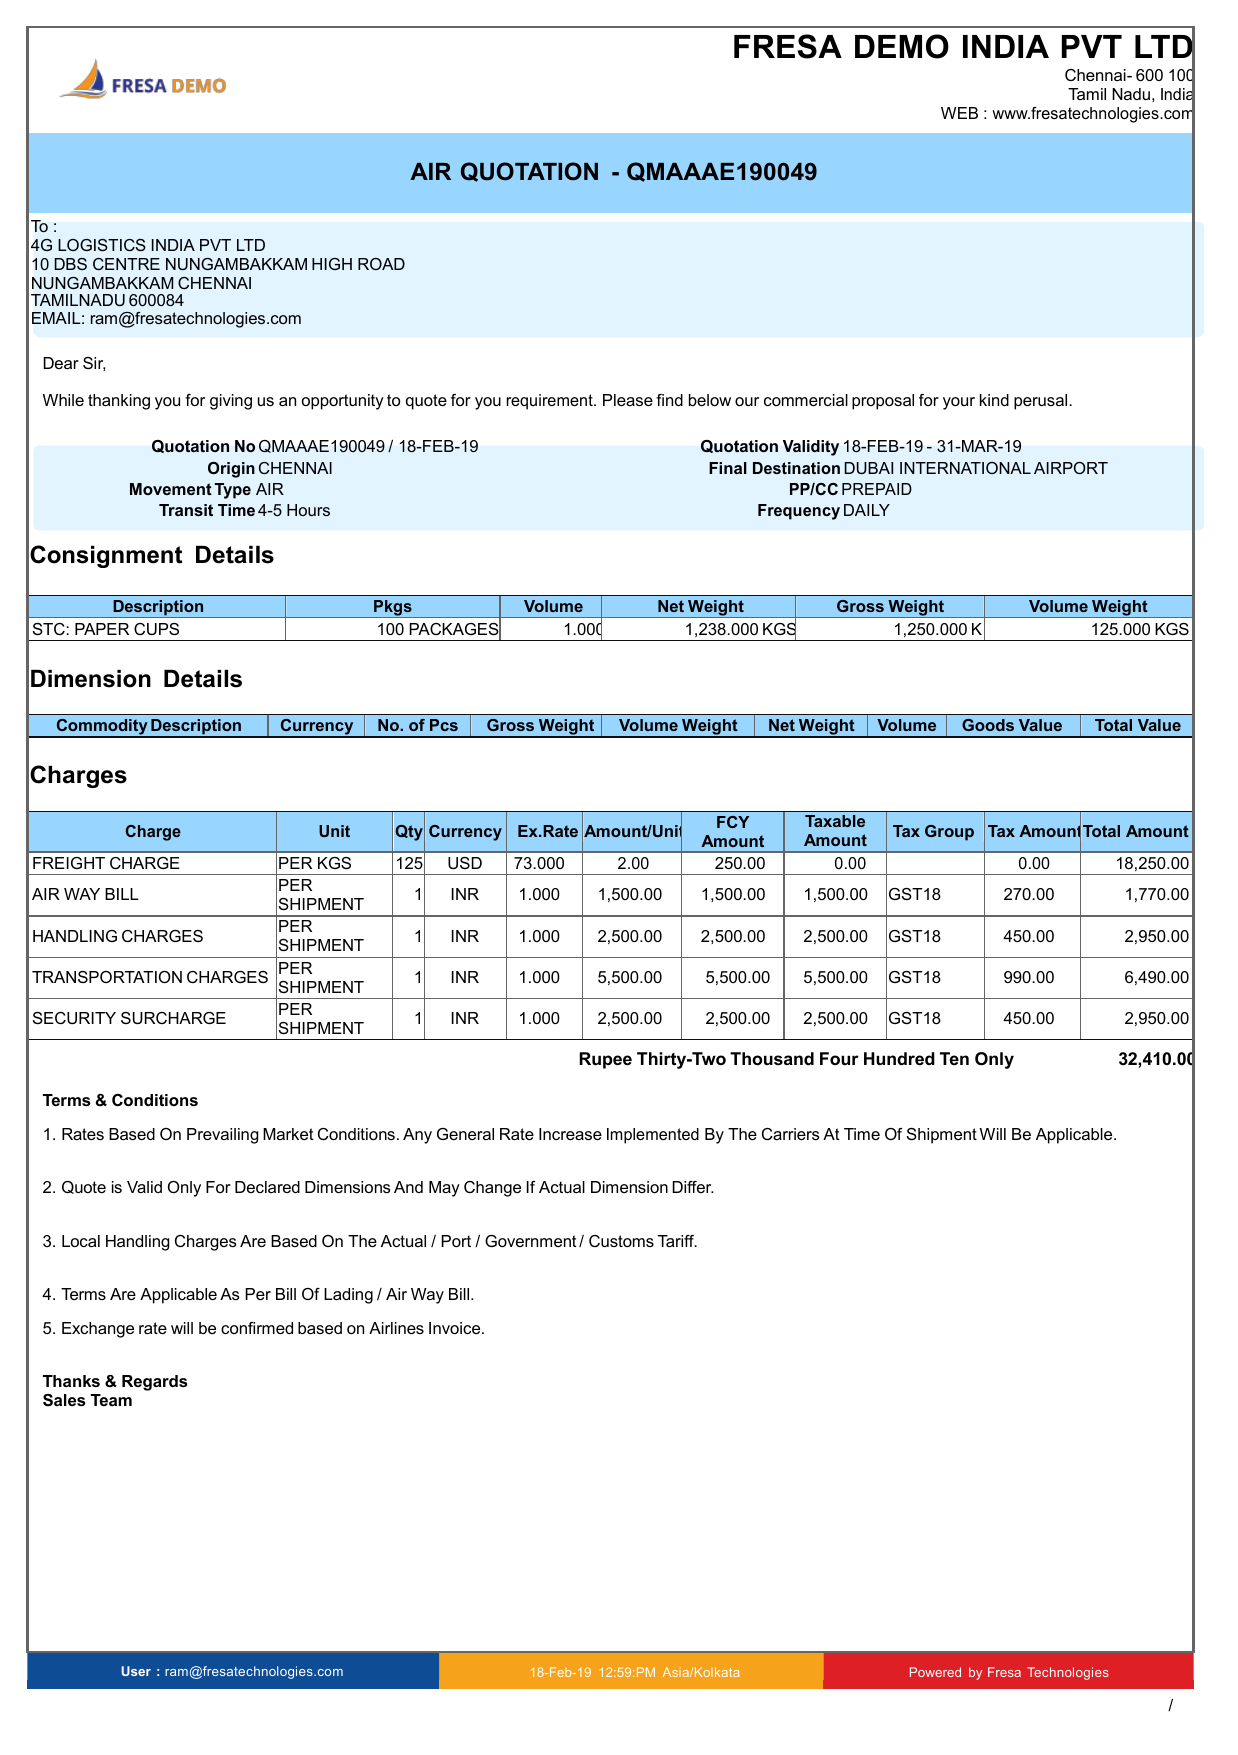 FRESA DEMO INDIA PVT LTD
FRESA DEMO
Chennai- 600 100
Tamil Nadu, India
WEB : www.fresatechnologies.com
AIR QUOTATION - QMAAAE190049
To :
4G LOGISTICS INDIA PVT LTD
10 DBS CENTRE NUNGAMBAKKAM HIGH ROAD
NUNGAMBAKKAM CHENNAI
TAMILNADU 600084
EMAIL: ram@fresatechnologies.com
Dear Sir,
While thanking you for giving us an opportunity to quote for you requirement. Please find below our commercial proposal for your kind perusal.
Quotation No QMAAAE190049 / 18-FEB-19 Quotation Validity 18-FEB-19 - 31-MAR-19
Origin CHENNAI Final Destination DUBAI INTERNATIONAL AIRPORT
Movement Type AIR PP/CC PREPAID
Transit Time 4-5 Hours Frequency DAILY
Consignment Details
Description Pkgs Volume Net Weight Gross Weight Volume Weight
STC: PAPER CUPS 100 PACKAGES 1.000 1,238.000 KGS 1,250.000 K 125.000 KGS
Dimension Details
Commodity Description Currency No. of Pcs Gross Weight Volume Weight Net Weight Volume Goods Value Total Value
Charges
Charge Unit Qty Currency Ex.Rate Amount/Unit FCY Amount Taxable Amount Tax Group Tax Amount Total Amount
FREIGHT CHARGE PER KGS 125 USD 73.000 2.00 250.00 0.00 0.00 18,250.00
AIR WAY BILL PER SHIPMENT 1 INR 1.000 1,500.00 1,500.00 1,500.00 GST18 270.00 1,770.00
HANDLING CHARGES PER SHIPMENT 1 INR 1.000 2,500.00 2,500.00 2,500.00 GST18 450.00 2,950.00
TRANSPORTATION CHARGES PER SHIPMENT 1 INR 1.000 5,500.00 5,500.00 5,500.00 GST18 990.00 6,490.00
SECURITY SURCHARGE PER SHIPMENT 1 INR 1.000 2,500.00 2,500.00 2,500.00 GST18 450.00 2,950.00
Rupee Thirty-Two Thousand Four Hundred Ten Only 32,410.00
Terms & Conditions
1. Rates Based On Prevailing Market Conditions. Any General Rate Increase Implemented By The Carriers At Time Of Shipment Will Be Applicable.
2. Quote is Valid Only For Declared Dimensions And May Change If Actual Dimension Differ.
3. Local Handling Charges Are Based On The Actual / Port / Government / Customs Tariff.
4. Terms Are Applicable As Per Bill Of Lading / Air Way Bill.
5. Exchange rate will be confirmed based on Airlines Invoice.
Thanks & Regards
Sales Team
User : ram@fresatechnologies.com 18-Feb-19 12:59:PM Asia/Kolkata Powered by Fresa Technologies
/